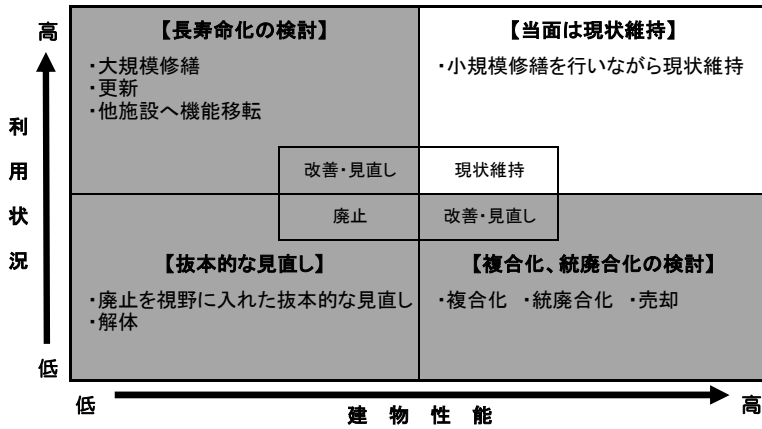 高
利
用
状
況
低
【長寿命化の検討】
・大規模修繕
・更新
・他施設へ機能移転
【当面は現状維持】
・小規模修繕を行いながら現状維持
改善・見直し
現状維持
廃止
改善・見直し
【抜本的な見直し】
・廃止を視野に入れた抜本的な見直し
・解体
【複合化、統廃合化の検討】
・複合化 ・統廃合化 ・売却
低
建物性能
高